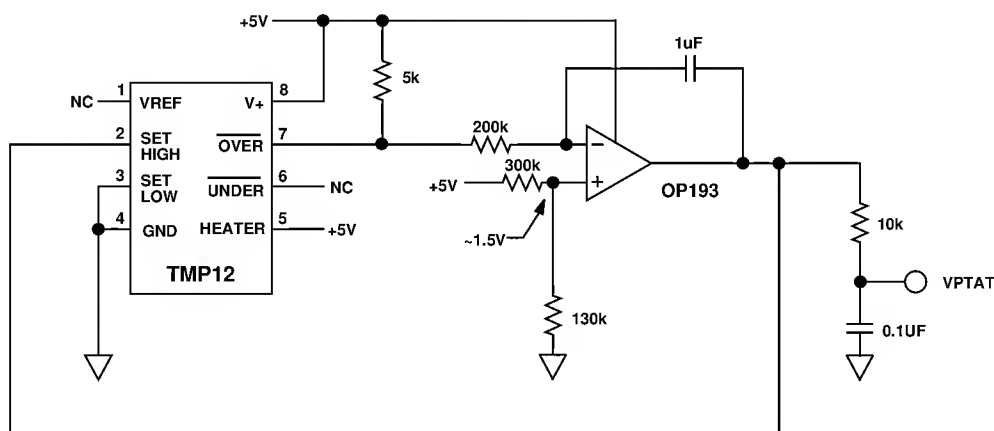 +5V
1uF
5k
1
NC
VREF
V+
8
2
SET
HIGH
OVER
7
200k
300k
3
SET
LOW
UNDER
6
NC
+5V
–
+
OP193
4
GND
HEATER
5
+5V
~1.5V
10k
TMP12
VPTAT
130k
0.1UF